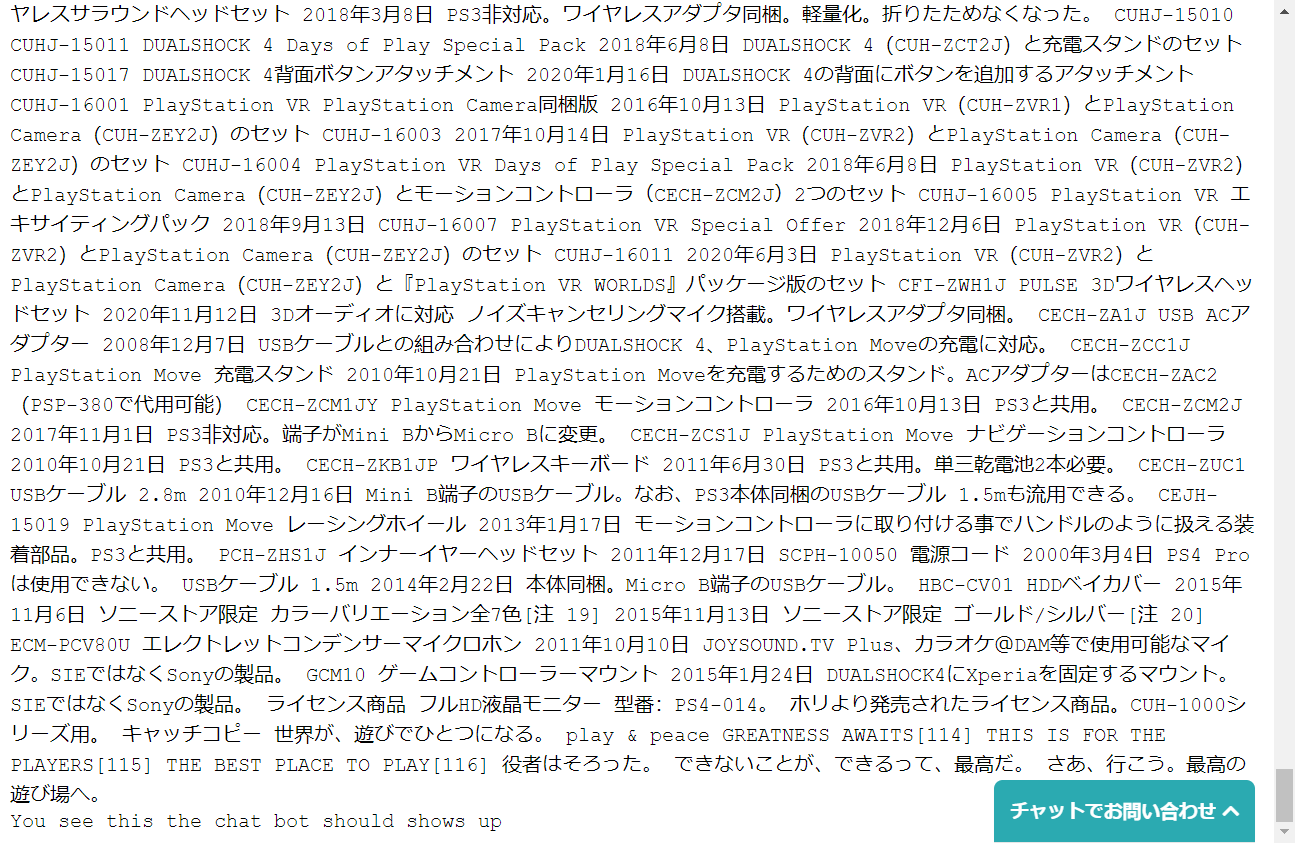 ヤレスサラウンドヘッドセット 2018年3月8日 PS3非対応。ワイヤレスアダプタ同梱。軽量化。折りたためなくなった。 CUHJ-15010
CUHJ-15011 DUALSHOCK 4 Days of Play Special Pack 2018年6月8日 DUALSHOCK 4（CUH-ZCT2J）と充電スタンドのセット
CUHJ-15017 DUALSHOCK 4背面ボタンアタッチメント 2020年1月16日 DUALSHOCK 4の背面にボタンを追加するアタッチメント
CUHJ-16001 PlayStation VR PlayStation Camera同梱版 2016年10月13日 PlayStation VR（CUH-ZVR1）とPlayStation
Camera（CUH-ZEY2J）のセット CUHJ-16003 2017年10月14日 PlayStation VR（CUH-ZVR2）とPlayStation Camera（CUH-
ZEY2J）のセット CUHJ-16004 PlayStation VR Days of Play Special Pack 2018年6月8日 PlayStation VR（CUH-ZVR2）
とPlayStation Camera（CUH-ZEY2J）とモーションコントローラ（CECH-ZCM2J）2つのセット CUHJ-16005 PlayStation VR エ
キサイティングパック 2018年9月13日 CUHJ-16007 PlayStation VR Special Offer 2018年12月6日 PlayStation VR（CUH-
ZVR2）とPlayStation Camera（CUH-ZEY2J）のセット CUHJ-16011 2020年6月3日 PlayStation VR（CUH-ZVR2）と
PlayStation Camera（CUH-ZEY2J）と『PlayStation VR WORLDS』パッケージ版のセット CFI-ZWH1J PULSE 3Dワイヤレスヘッ
ドセット 2020年11月12日 3Dオーディオに対応 ノイズキャンセリングマイク搭載。ワイヤレスアダプタ同梱。 CECH-ZA1J USB ACア
ダプター 2008年12月7日 USBケーブルとの組み合わせによりDUALSHOCK 4、PlayStation Moveの充電に対応。 CECH-ZCC1J
PlayStation Move 充電スタンド 2010年10月21日 PlayStation Moveを充電するためのスタンド。ACアダプターはCECH-ZAC2
（PSP-380で代用可能） CECH-ZCM1JY PlayStation Move モーションコントローラ 2016年10月13日 PS3と共用。 CECH-ZCM2J
2017年11月1日 PS3非対応。端子がMini BからMicro Bに変更。 CECH-ZCS1J PlayStation Move ナビゲーションコントローラ
2010年10月21日 PS3と共用。 CECH-ZKB1JP ワイヤレスキーボード 2011年6月30日 PS3と共用。単三乾電池2本必要。 CECH-ZUC1
USBケーブル 2.8m 2010年12月16日 Mini B端子のUSBケーブル。なお、PS3本体同梱のUSBケーブル 1.5mも流用できる。 CEJH-
15019 PlayStation Move レーシングホイール 2013年1月17日 モーションコントローラに取り付ける事でハンドルのように扱える装
着部品。PS3と共用。 PCH-ZHS1J インナーイヤーヘッドセット 2011年12月17日 SCPH-10050 電源コード 2000年3月4日 PS4 Pro
は使用できない。 USBケーブル 1.5m 2014年2月22日 本体同梱。Micro B端子のUSBケーブル。 HBC-CV01 HDDベイカバー 2015年
11月6日 ソニーストア限定 カラーバリエーション全7色[注 19] 2015年11月13日 ソニーストア限定 ゴールド/シルバー[注 20]
ECM-PCV80U エレクトレットコンデンサーマイクロホン 2011年10月10日 JOYSOUND.TV Plus、カラオケ@DAM等で使用可能なマイ
ク。SIEではなくSonyの製品。 GCM10 ゲームコントローラーマウント 2015年1月24日 DUALSHOCK4にXperiaを固定するマウント。
SIEではなくSonyの製品。 ライセンス商品 フルHD液晶モニター 型番: PS4-014。 ホリより発売されたライセンス商品。CUH-1000シ
リーズ用。 キャッチコピー 世界が、遊びでひとつになる。 play & peace GREATNESS AWAITS[114] THIS IS FOR THE
PLAYERS[115] THE BEST PLACE TO PLAY[116] 役者はそろった。 できないことが、できるって、最高だ。 さあ、行こう。最高の
遊び場へ。
You see this the chat bot should shows up
チャットでお問い合わせ